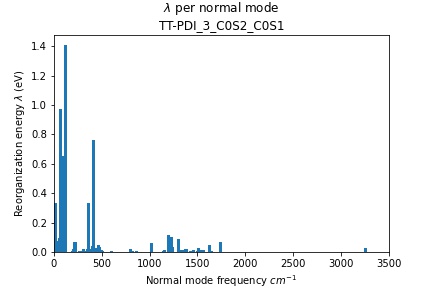 λ per normal mode
TT-PDI_3_C0S2_C0S1
Reorganization energy λ (eV)
1.4
1.2
1.0
0.8
0.6
0.4
0.2
0.0
0 500 1000 1500 2000 2500 3000 3500
Normal mode frequency cm⁻¹